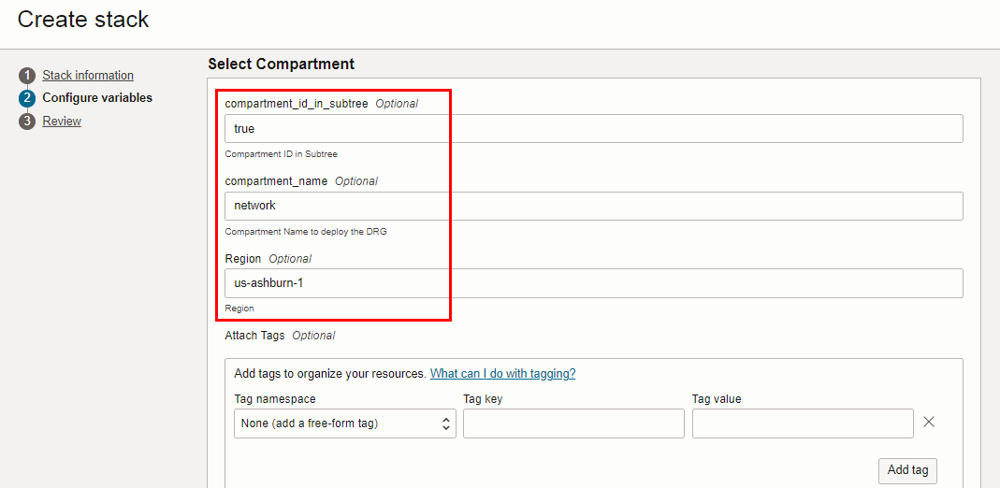 Create stack
1 Stack information
2 Configure variables
3 Review
Select Compartment
compartment_id_in_subtree Optional
true
Compartment ID in Subtree
compartment_name Optional
network
Compartment Name to deploy the DRG
Region Optional
us-ashburn-1
Region
Attach Tags Optional
Add tags to organize your resources. What can I do with tagging?
Tag namespace Tag key Tag value
None (add a free-form tag)
Add tag